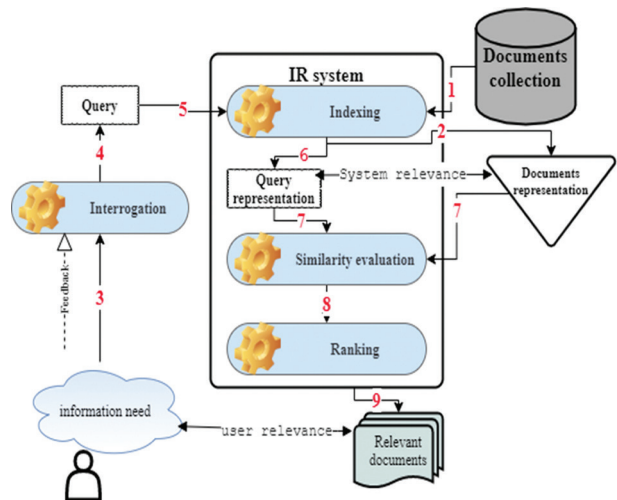 Documents
collection
IR system
1
Query
5
Indexing
2
4
6
Query
representation
System relevance
Documents
representation
Interrogation
7
7
Similarity evaluation
Feedback
3
8
Ranking
9
information need
user relevance
Relevant
documents